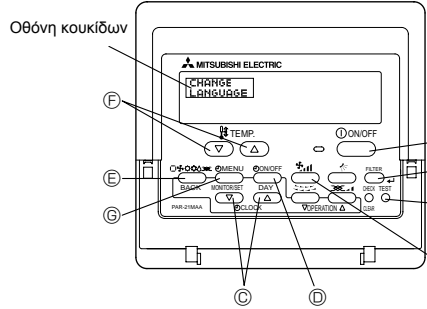 Οθόνη κουκίδων
MITSUBISHI ELECTRIC
CHANGE
LANGUAGE
Ⓕ
TEMP.
ON/OFF
Ⓔ
MENU
ON/OFF
FILTER
BACK
MONITOR/SET
DAY
CHECK TEST
Ⓖ
PAR-21MAA
CLOCK
OPERATION
CLEAR
Ⓒ
Ⓓ